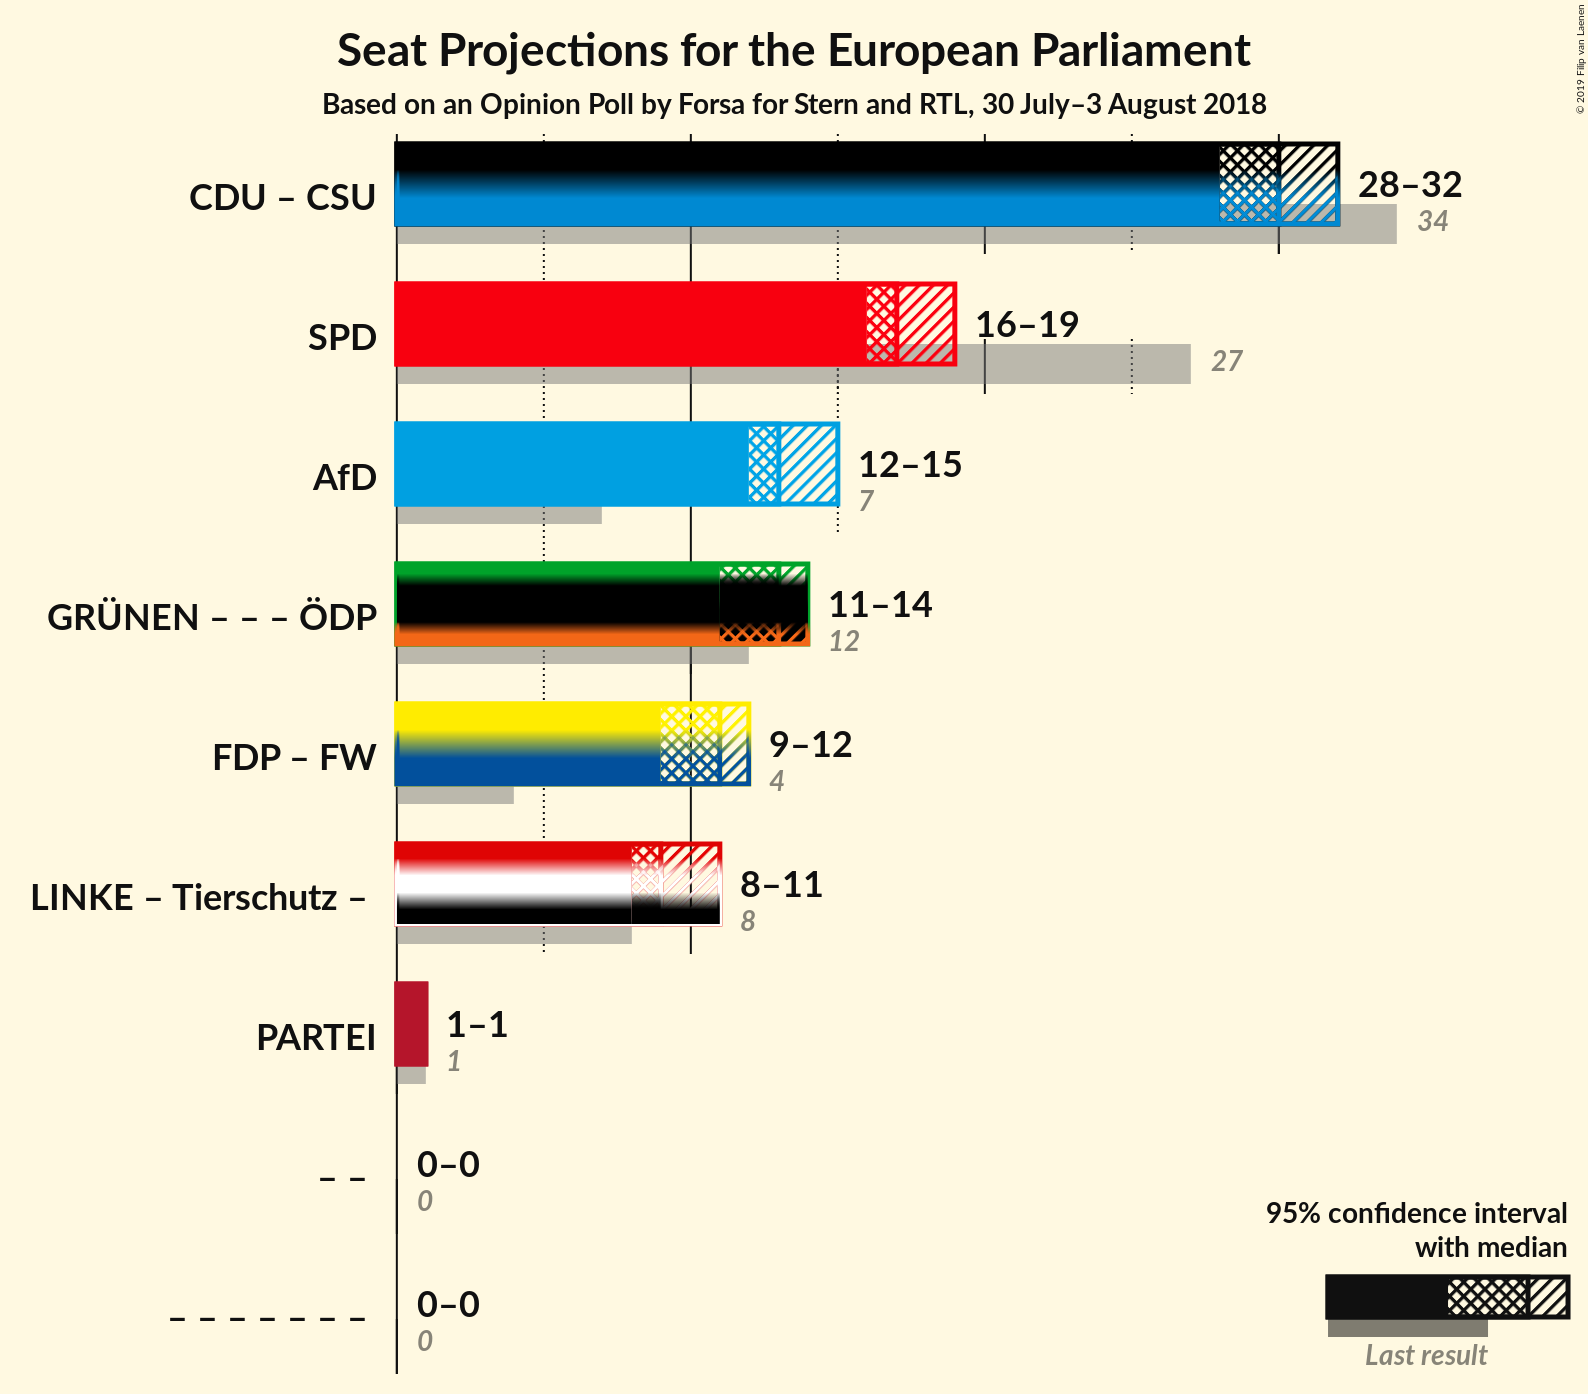 Seat Projections for the European Parliament
Based on an Opinion Poll by Forsa for Stern and RTL, 30 July–3 August 2018
© 2019 Filip van Laenen
CDU – CSU
28–32
34
SPD
16–19
27
AfD
12–15
7
GRÜNEN – – – ÖDP
11–14
12
FDP – FW
9–12
4
LINKE – Tierschutz –
8–11
8
PARTEI
1–1
1
– –
0–0
0
– – – – – – –
0–0
0
95% confidence interval
with median
Last result